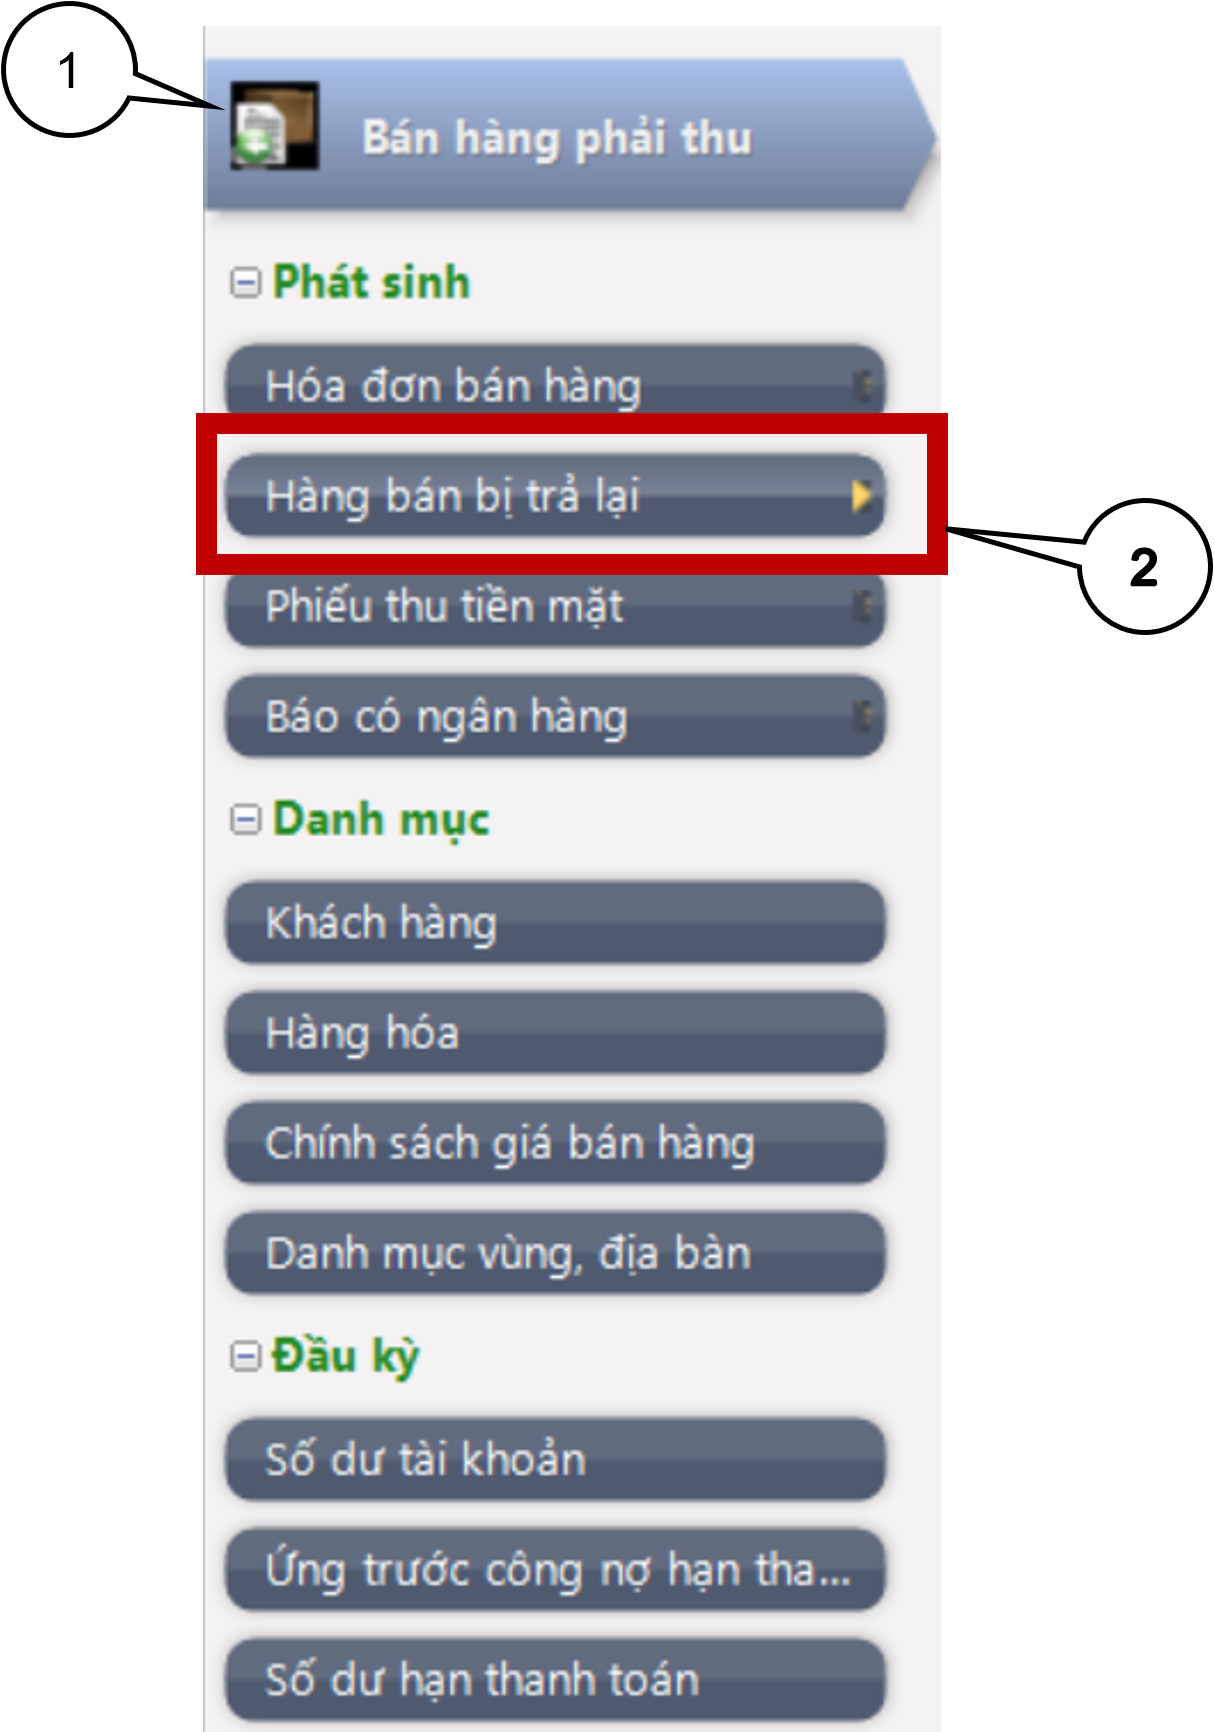 1
Bán hàng phải thu
Phát sinh
Hóa đơn bán hàng
Hàng bán bị trả lại
2
Phiếu thu tiền mặt
Báo có ngân hàng
Danh mục
Khách hàng
Hàng hóa
Chính sách giá bán hàng
Danh mục vùng, địa bàn
Đầu kỳ
Số dư tài khoản
Ứng trước công nợ hạn tha...
Số dư hạn thanh toán